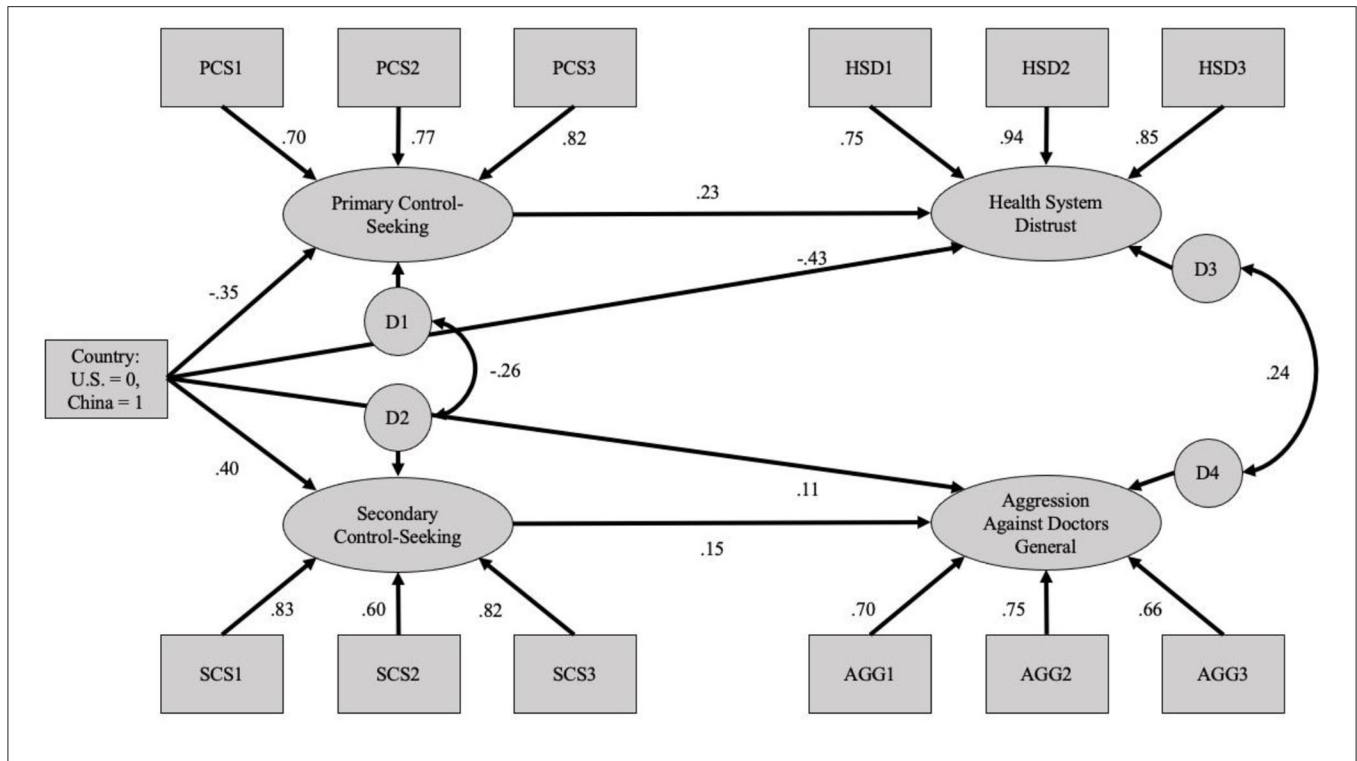 PCS1
PCS2
PCS3
HSD1
HSD2
HSD3
.70
.77
.82
.75
.94
.85
Primary Control-
Seeking
.23
Health System
Distrust
-.43
D3
-.35
D1
Country:
U.S. = 0,
China = 1
-.26
.24
D2
.40
D4
.11
Secondary
Control-Seeking
.15
Aggression
Against Doctors
General
.83
.60
.82
.70
.75
.66
SCS1
SCS2
SCS3
AGG1
AGG2
AGG3